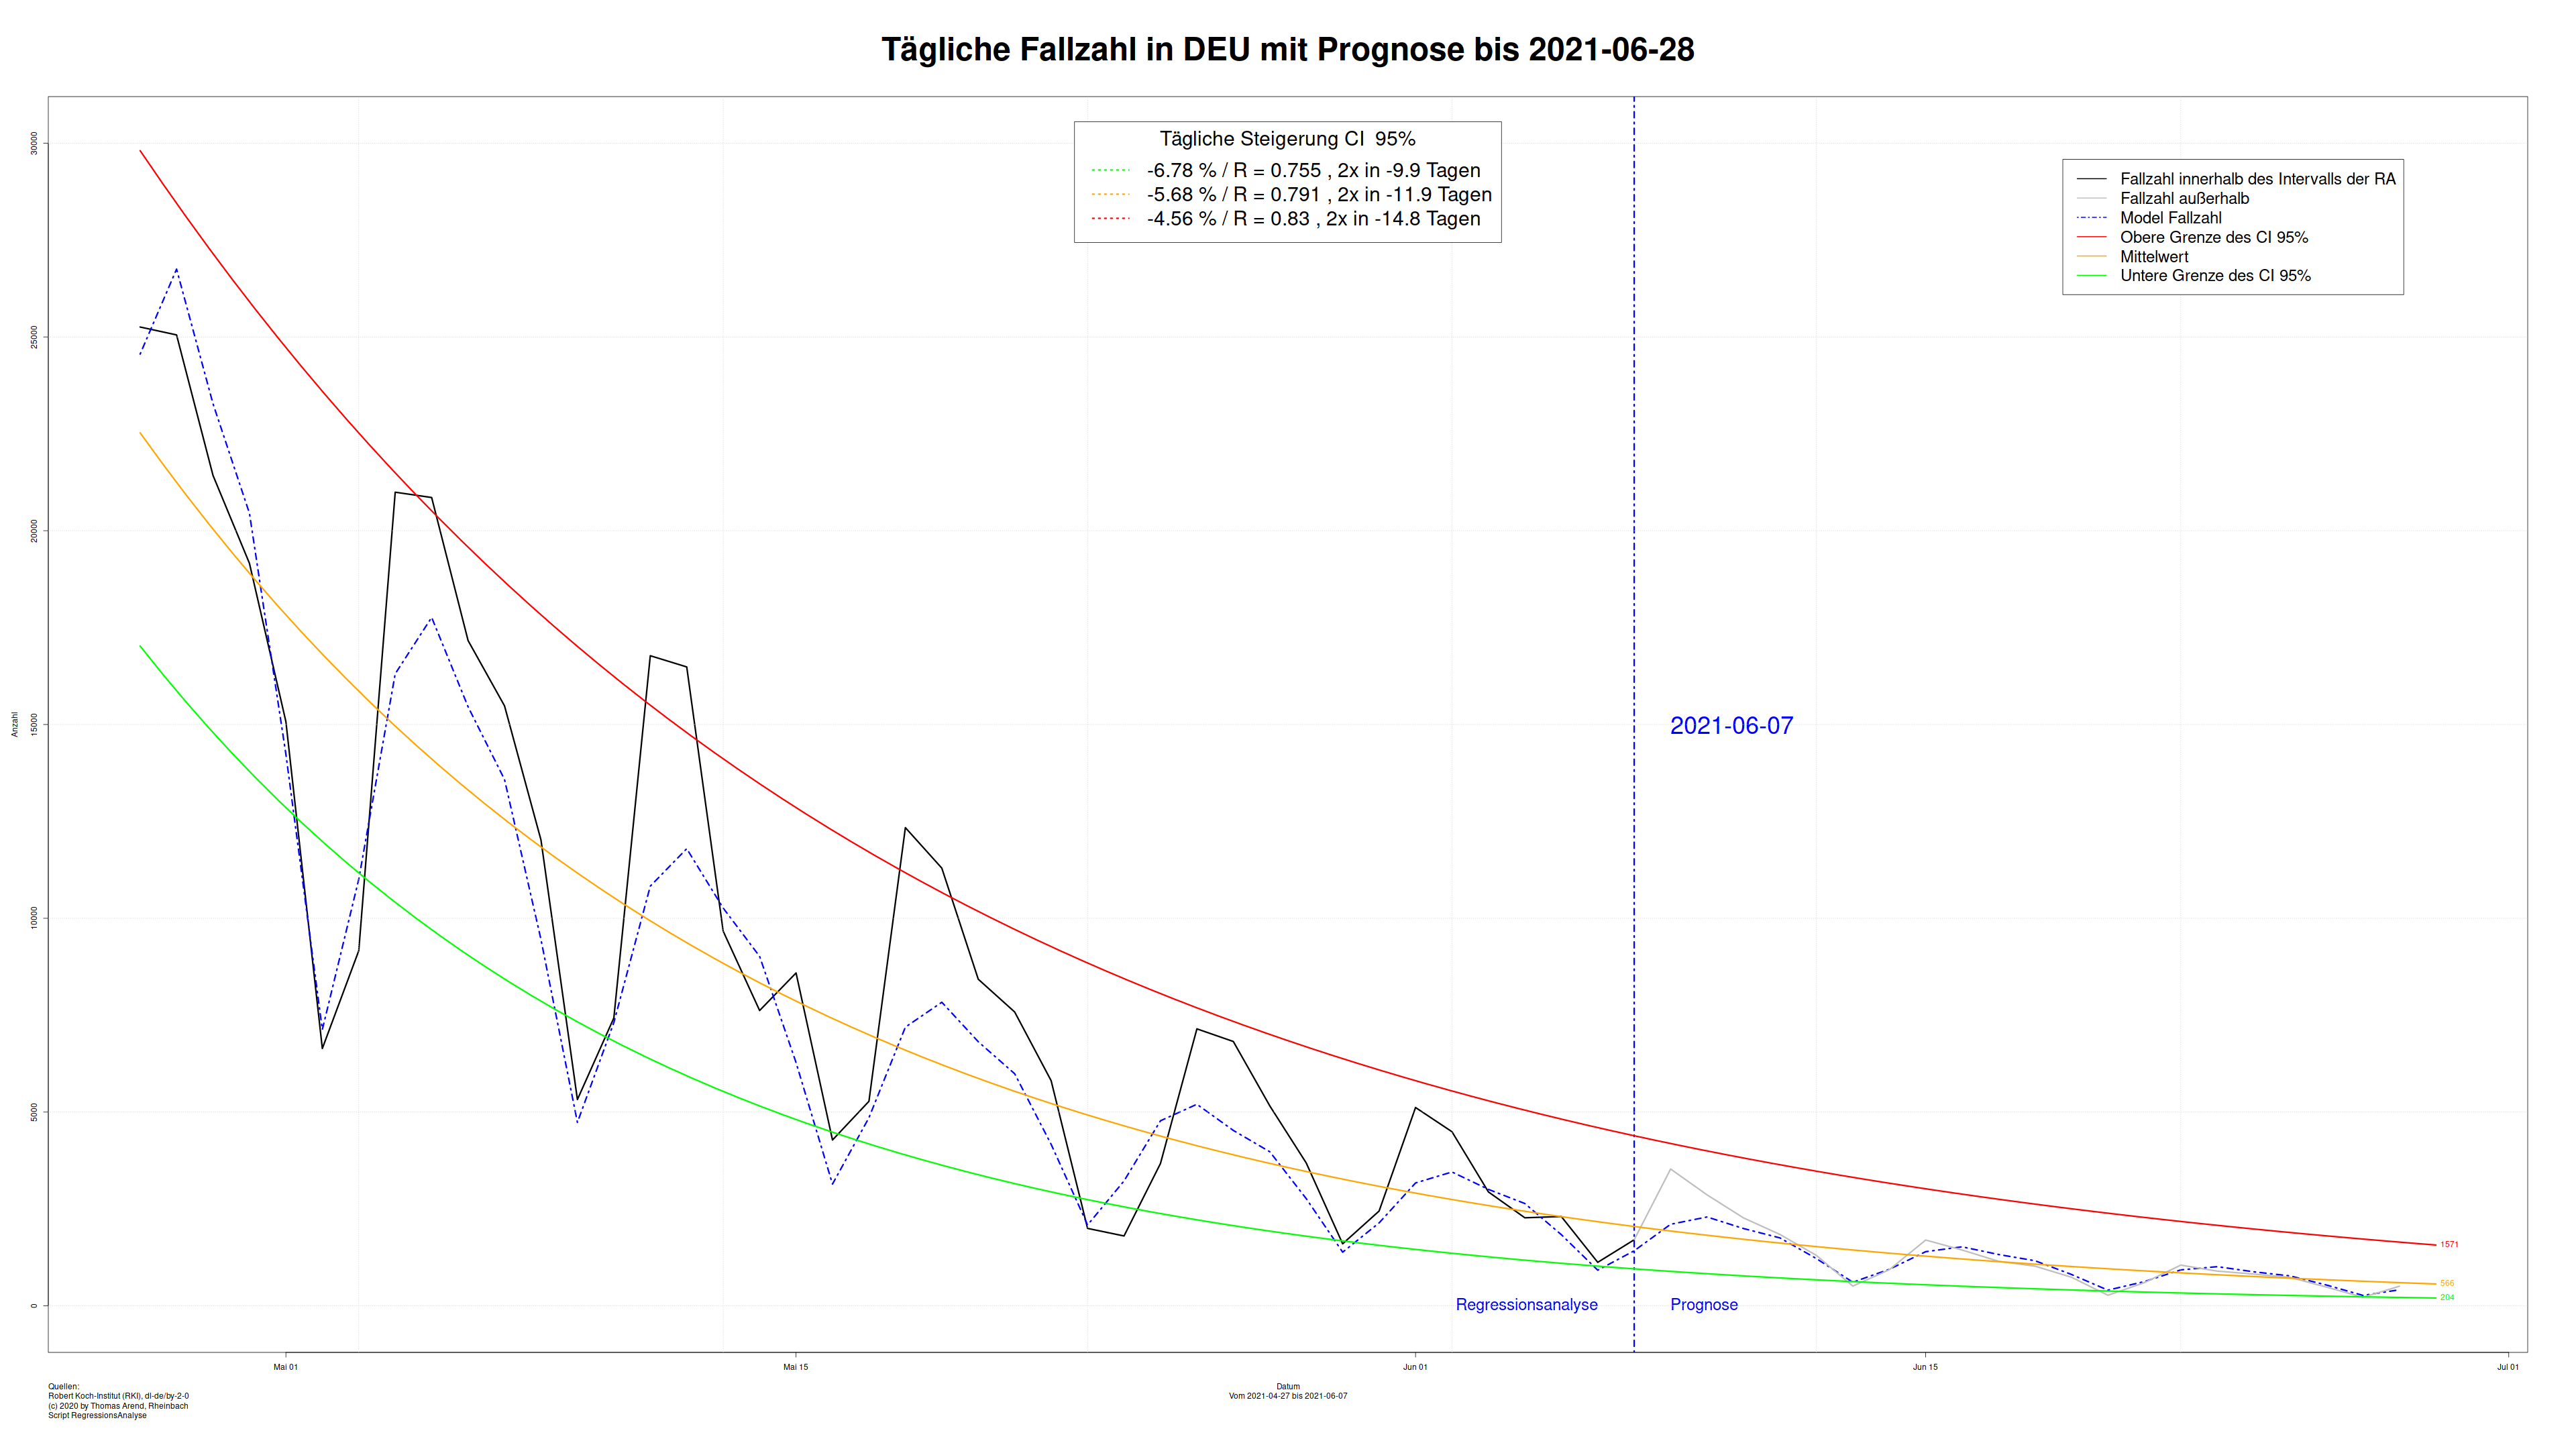 Tägliche Fallzahl in DEU mit Prognose bis 2021-06-28
Tägliche Steigerung CI  95%
-6.78 % / R = 0.755 , 2x in -9.9 Tagen
-5.68 % / R = 0.791 , 2x in -11.9 Tagen
-4.56 % / R = 0.83 , 2x in -14.8 Tagen
Fallzahl innerhalb des Intervalls der RA
Fallzahl außerhalb
Model Fallzahl
Obere Grenze des CI 95%
Mittelwert
Untere Grenze des CI 95%
30000
25000
20000
15000
10000
5000
0
Anzahl
2021-06-07
1571
566
204
Regressionsanalyse
Prognose
Mai 01
Mai 15
Jun 01
Jun 15
Jul 01
Datum
Vom 2021-04-27 bis 2021-06-07
Quellen:
Robert Koch-Institut (RKI), dl-de/by-2-0
(c) 2020 by Thomas Arend, Rheinbach
Script RegressionsAnalyse